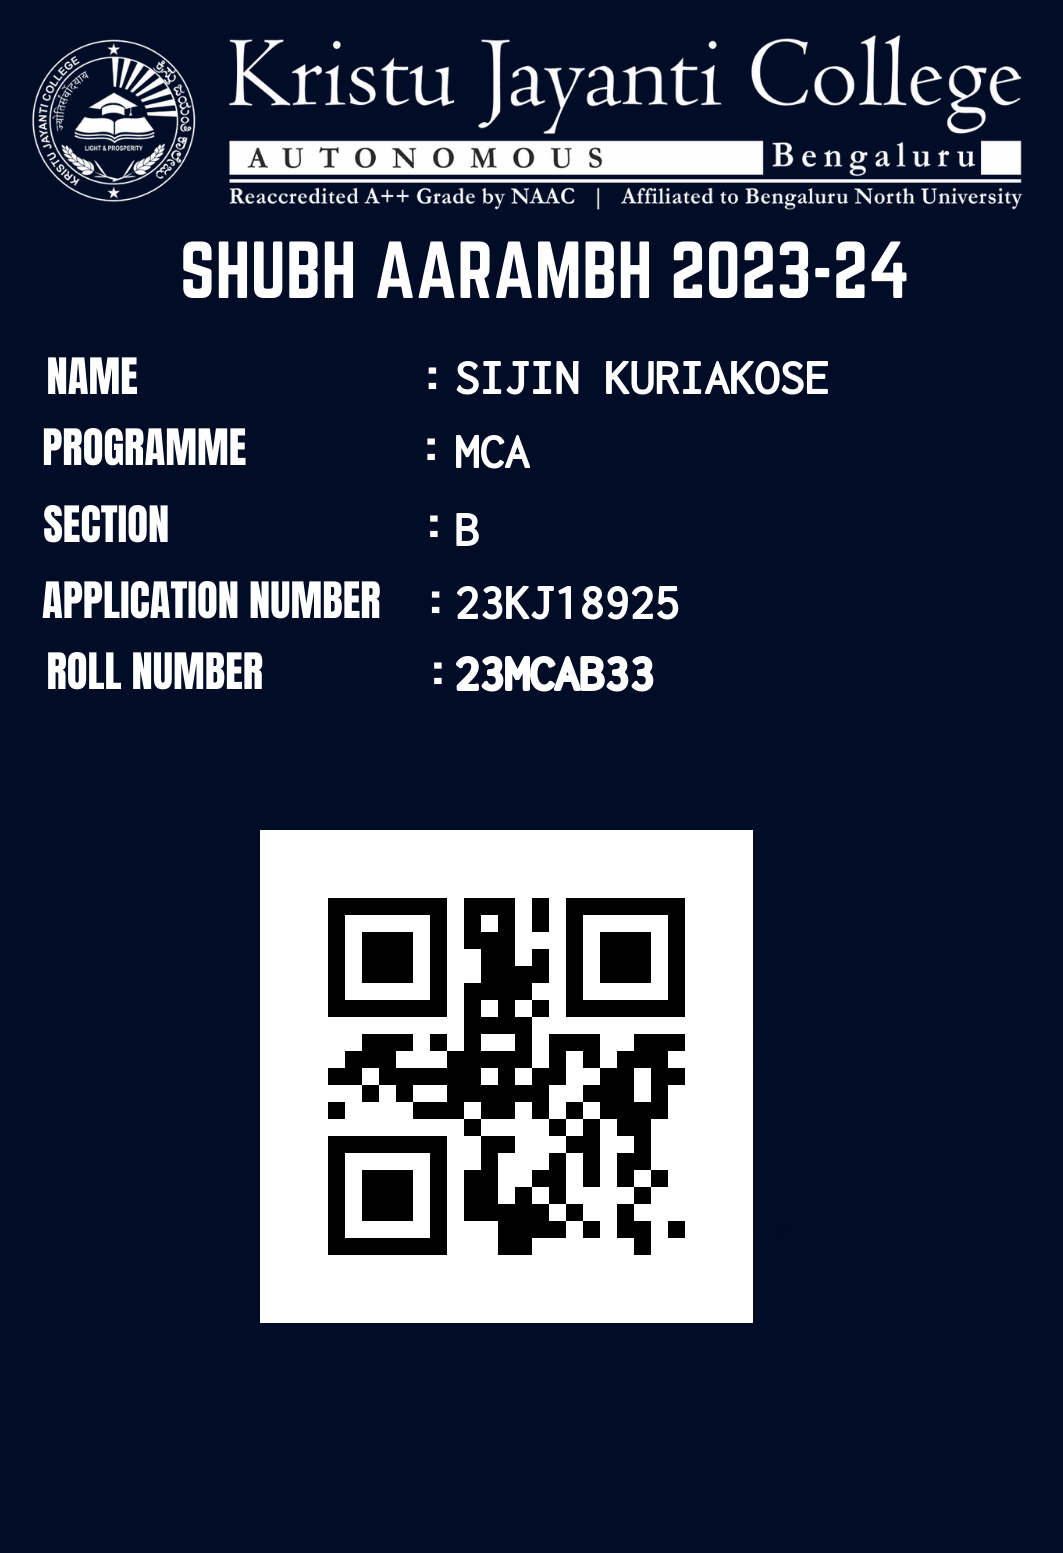 KRISTU JAYANTI COLLEGE
LIGHT & PROSPERITY
Kristu Jayanti College
AUTONOMOUS Bengaluru
Reaccredited A++ Grade by NAAC | Affiliated to Bengaluru North University
SHUBH AARAMBH 2023-24
NAME : SIJIN KURIAKOSE
PROGRAMME : MCA
SECTION : B
APPLICATION NUMBER : 23KJ18925
ROLL NUMBER : 23MCAB33